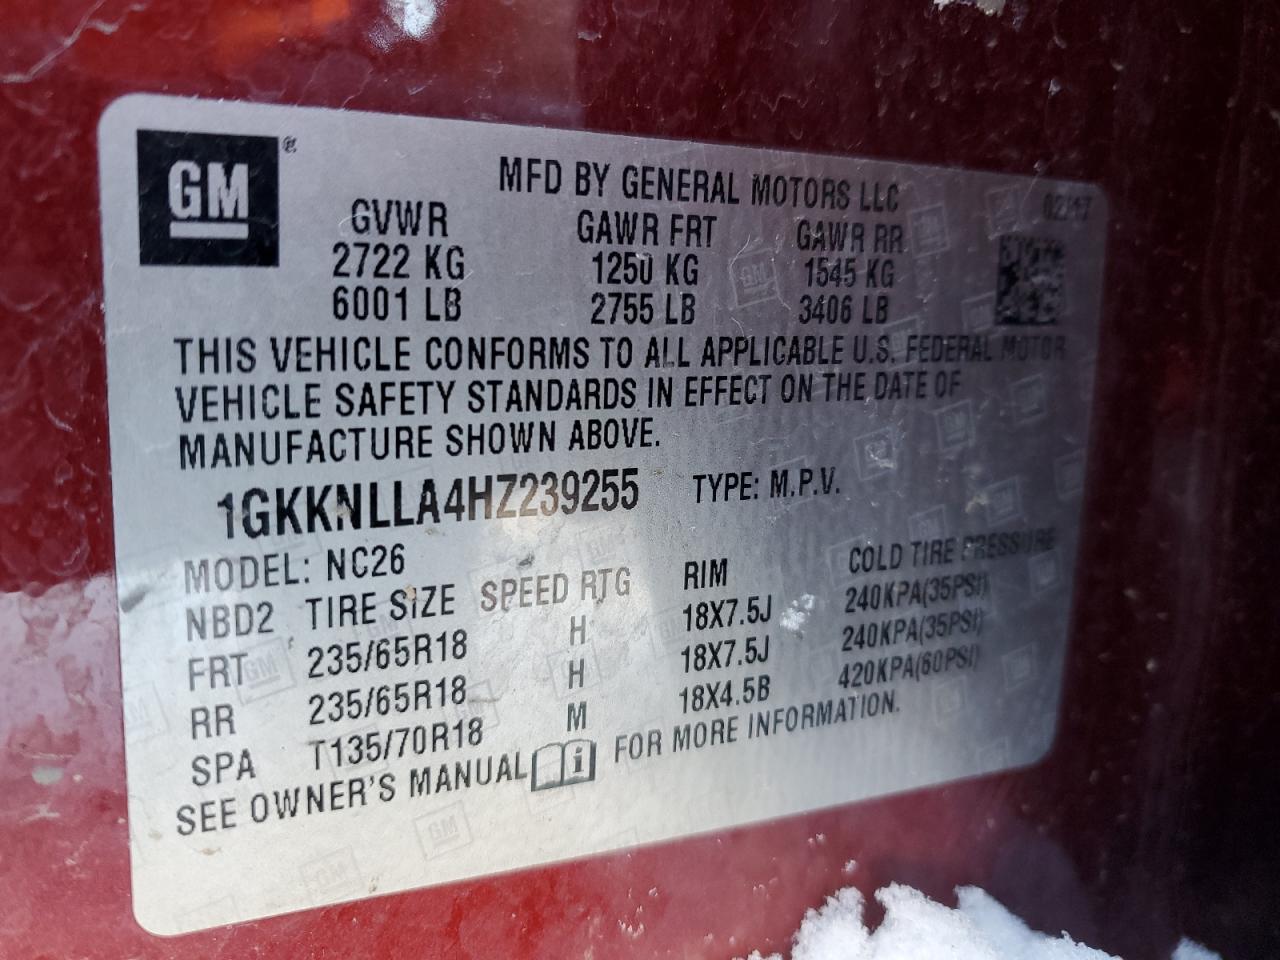 GM ®
MFD BY GENERAL MOTORS LLC 02/17
GVWR GAWR FRT GAWR RR
2722 KG 1250 KG 1545 KG
6001 LB 2755 LB 3406 LB
THIS VEHICLE CONFORMS TO ALL APPLICABLE U.S. FEDERAL MOTOR
VEHICLE SAFETY STANDARDS IN EFFECT ON THE DATE OF
MANUFACTURE SHOWN ABOVE.
1GKKNLLA4HZ239255 TYPE: M.P.V.
MODEL: NC26
NBD2 TIRE SIZE SPEED RTG RIM COLD TIRE PRESSURE
FRT 235/65R18 H 18X7.5J 240KPA(35PSI)
RR 235/65R18 H 18X7.5J 240KPA(35PSI)
SPA T135/70R18 M 18X4.5B 420KPA(60PSI)
SEE OWNER'S MANUAL i FOR MORE INFORMATION.